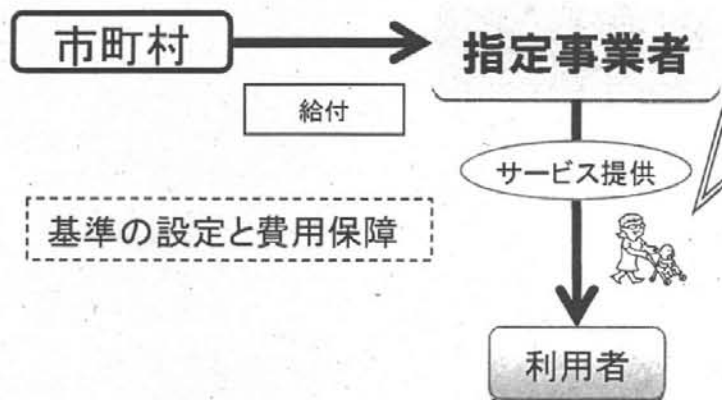 市町村
指定事業者
給付
サービス提供
基準の設定と費用保障
利用者